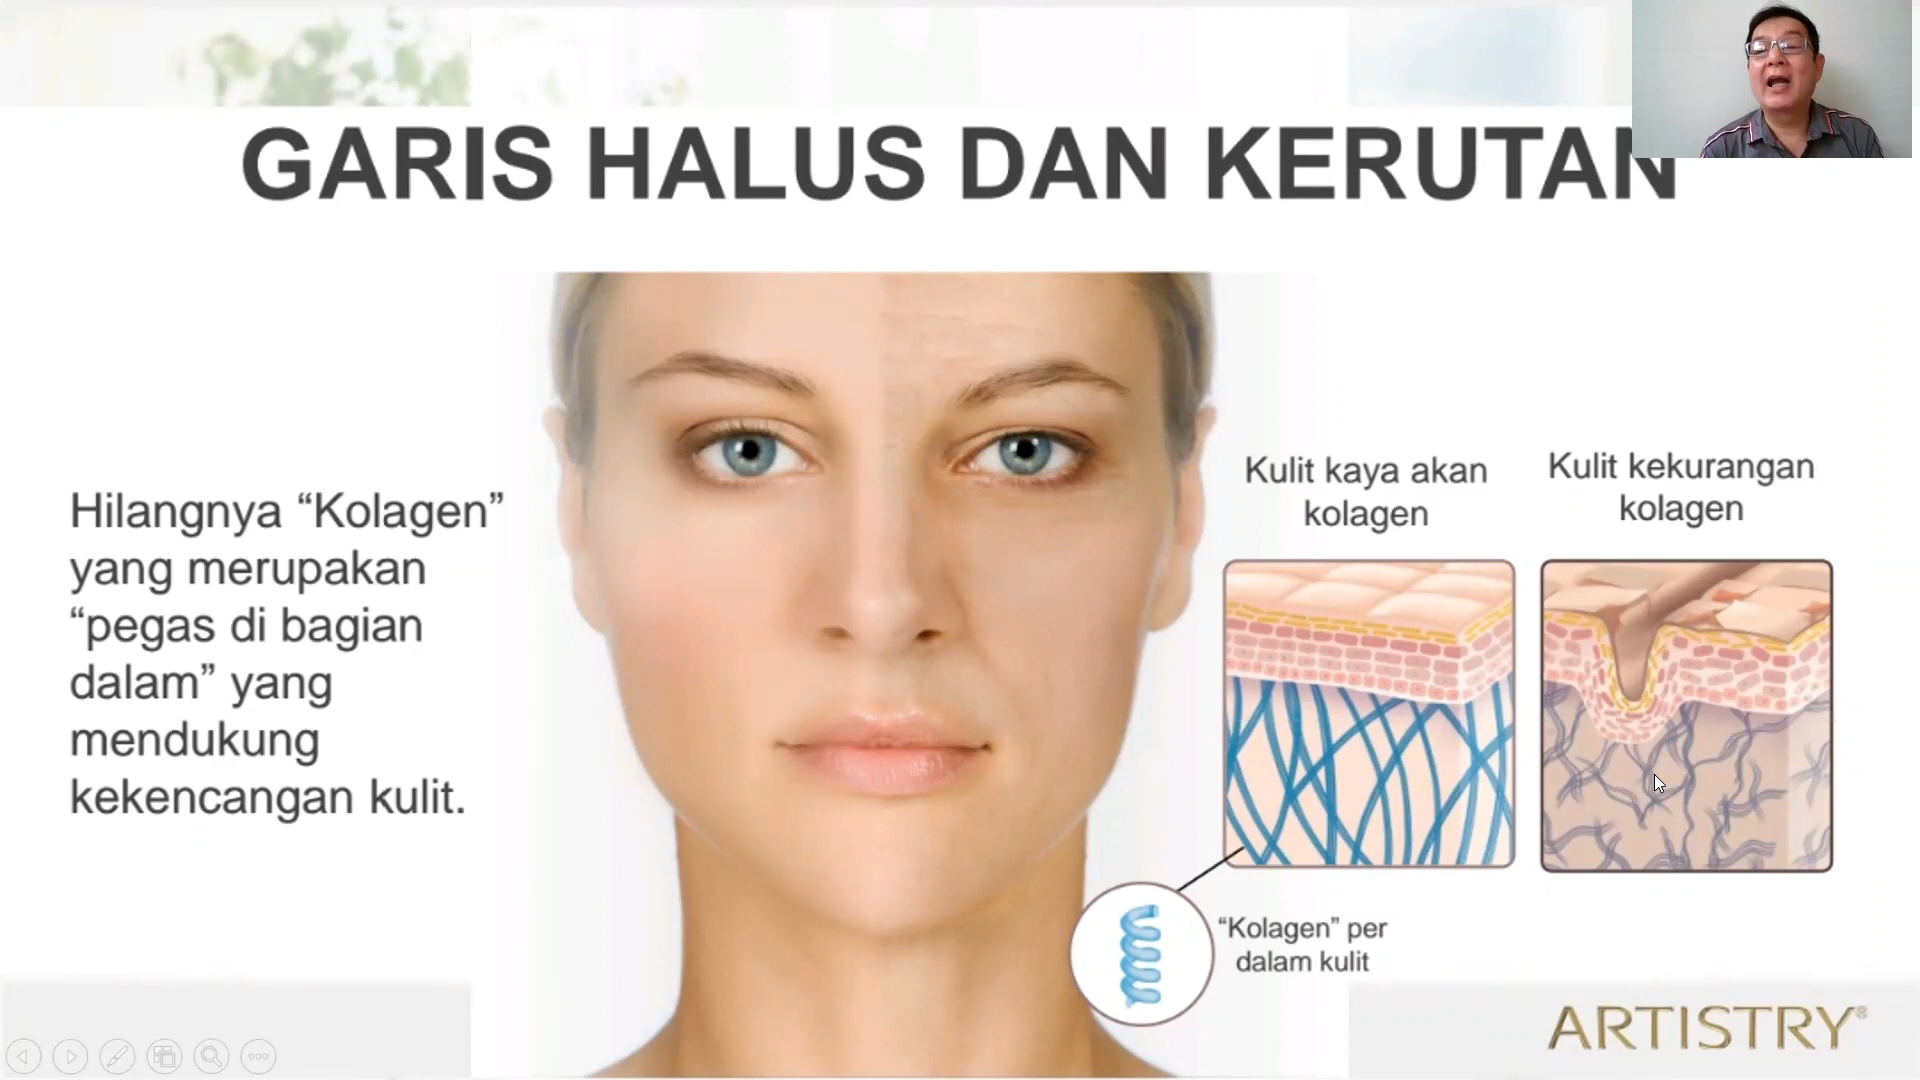 GARIS HALUS DAN KERUTAN
Hilangnya “Kolagen”
yang merupakan
“pegas di bagian
dalam” yang
mendukung
kekencangan kulit.
Kulit kaya akan
kolagen
Kulit kekurangan
kolagen
“Kolagen” per
dalam kulit
ARTISTRY®